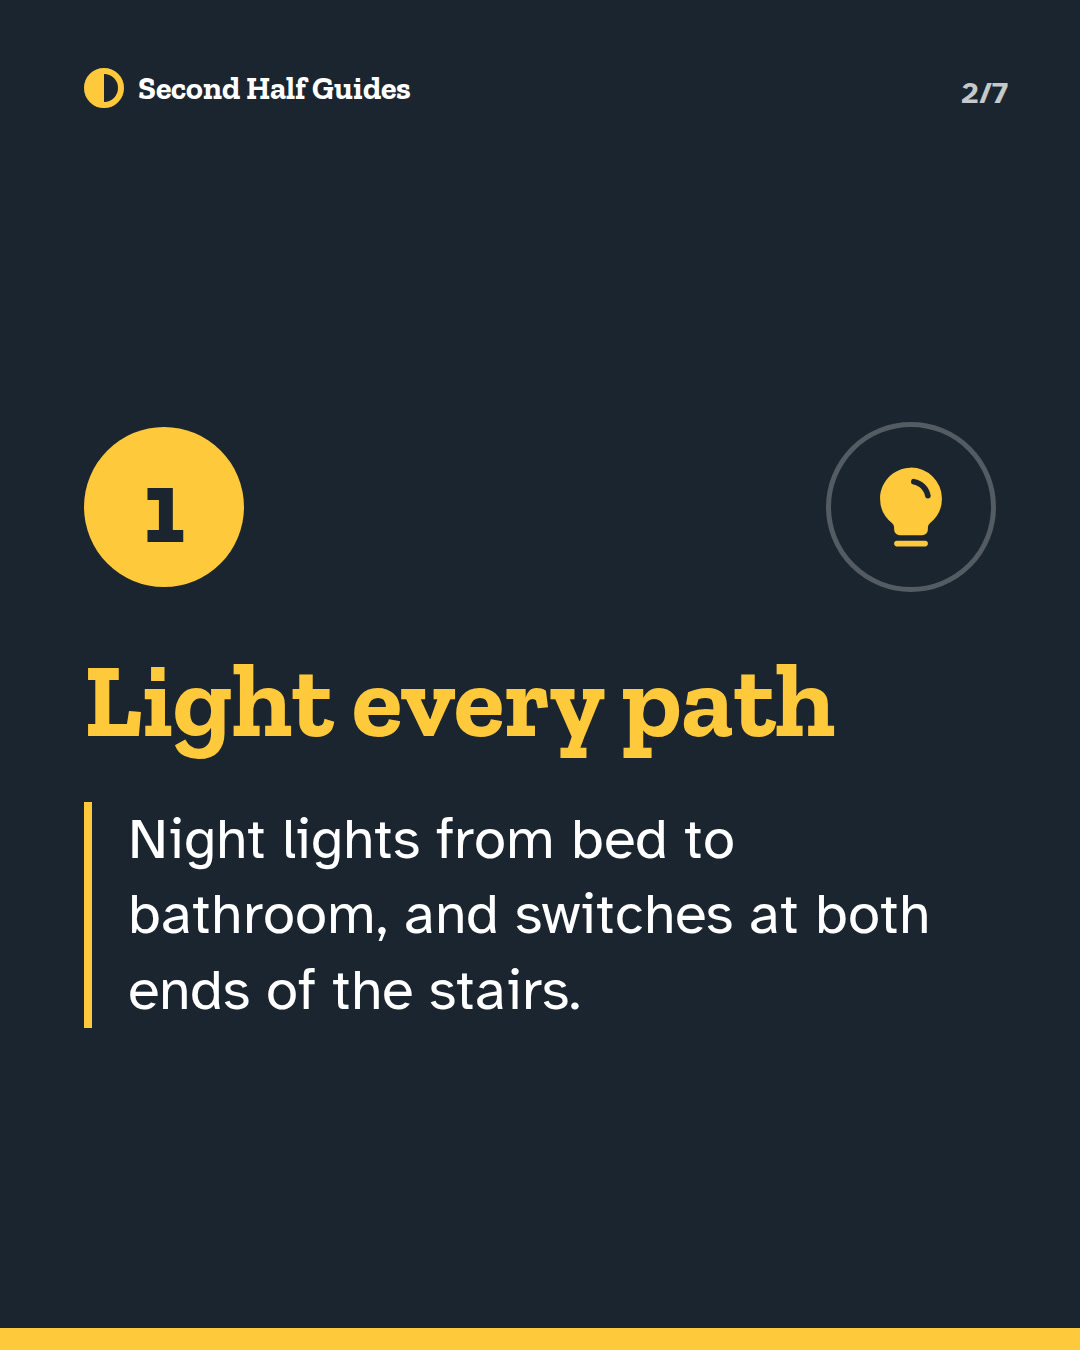 Second Half Guides
2/7
1
Light every path
Night lights from bed to
bathroom, and switches at both
ends of the stairs.